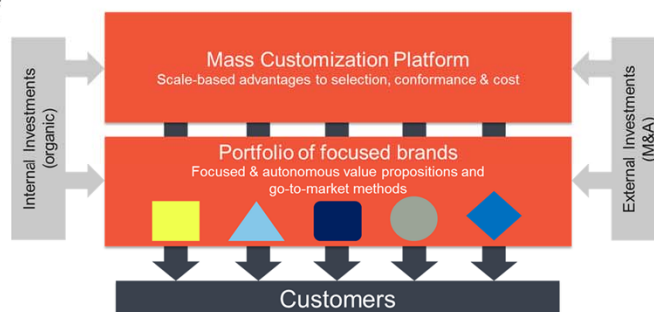 Mass Customization Platform
Scale-based advantages to selection, conformance & cost
Internal Investments
(organic)
External Investments
(M&A)
Portfolio of focused brands
Focused & autonomous value propositions and
go-to-market methods
Customers